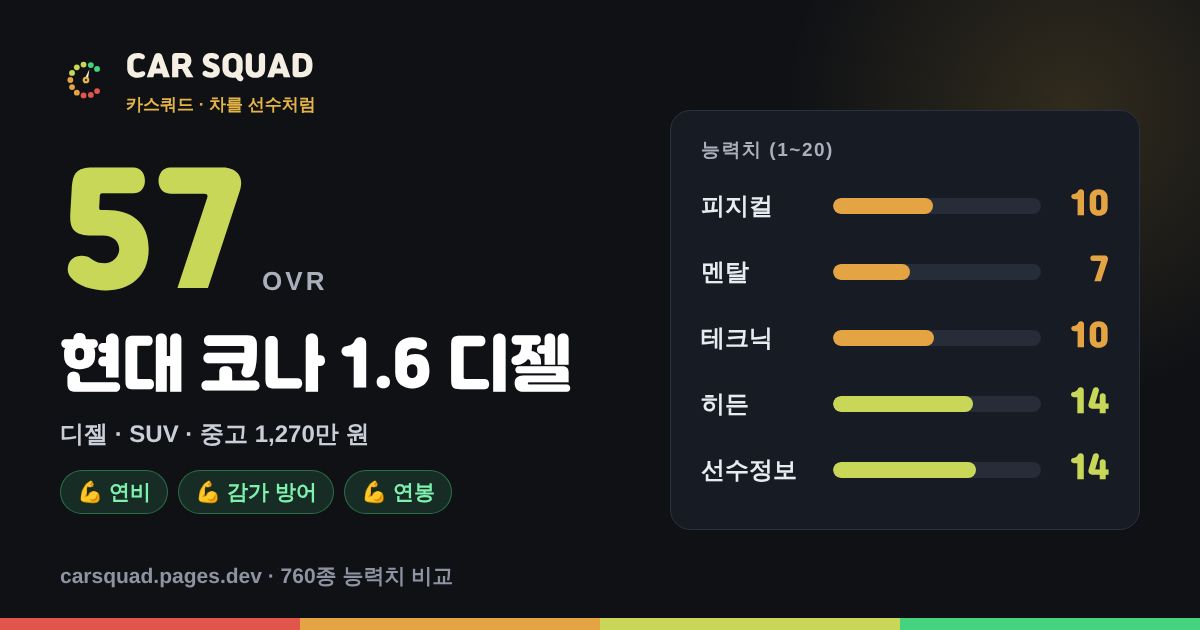 CAR SQUAD
카스쿼드 · 차를 선수처럼
57 OVR
현대 코나 1.6 디젤
디젤 · SUV · 중고 1,270만 원
💪 연비 💪 감가 방어 💪 연봉
carsquad.pages.dev · 760종 능력치 비교
능력치 (1~20)
피지컬 10
멘탈 7
테크닉 10
히든 14
선수정보 14